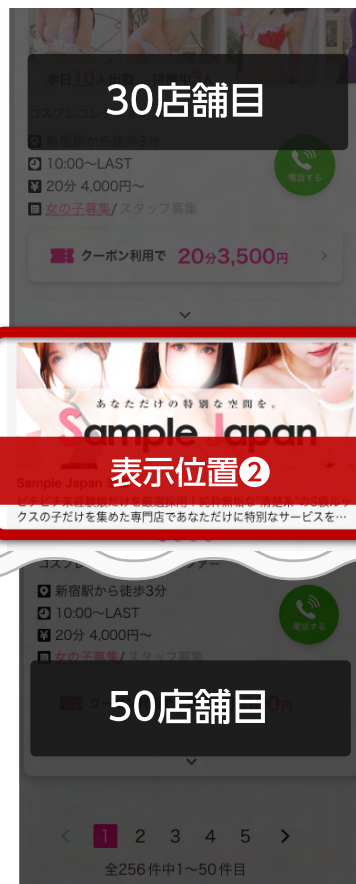 本日10人出勤 待機中3人
30店舗目
コスプレコレ
新宿駅から徒歩3分
10:00～LAST
20分 4,000円～
女の子募集/スタッフ募集
電話する
クーポン利用で 20分3,500円
あなただけの特別な空間を。
Sample Japan
Sample Japan
表示位置❷
ピチピチ未経験娘だけを厳選採用！純粋無垢な"清楚系"のS級ルッ
クスの子だけを集めた専門店であなただけに特別なサービスを…
新宿駅から徒歩3分
10:00～LAST
20分 4,000円～
電話する
女の子募集/スタッフ募集
50店舗目
円
< 1 2 3 4 5 >
全256件中1～50件目